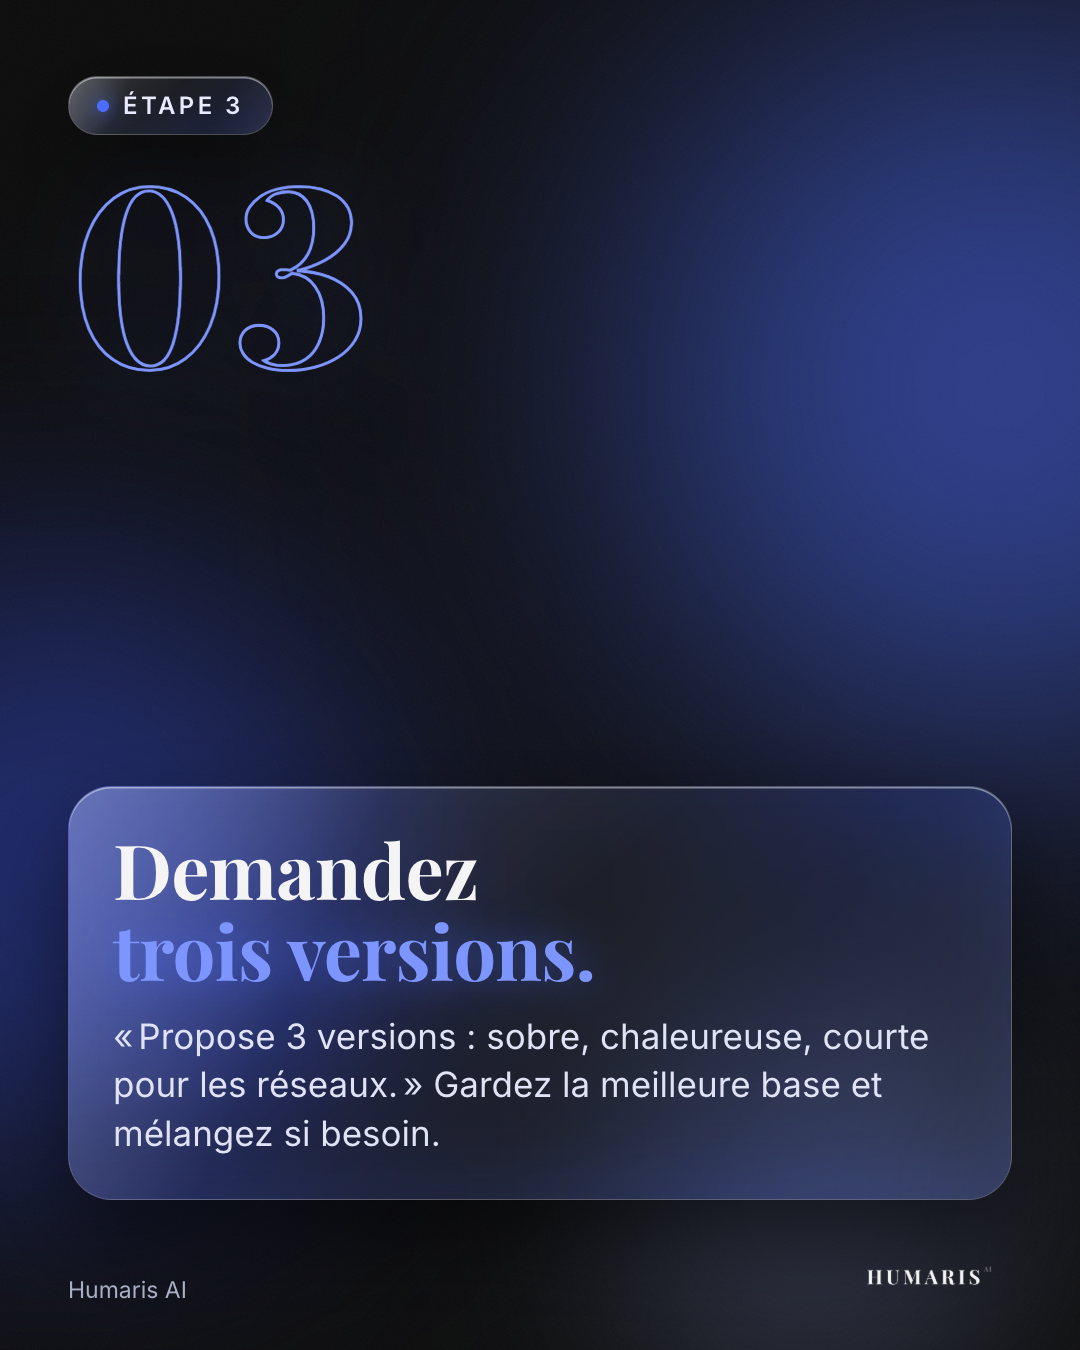 ÉTAPE 3
03
Demandez
trois versions.
« Propose 3 versions : sobre, chaleureuse, courte
pour les réseaux. » Gardez la meilleure base et
mélangez si besoin.
Humaris AI
HUMARIS AI